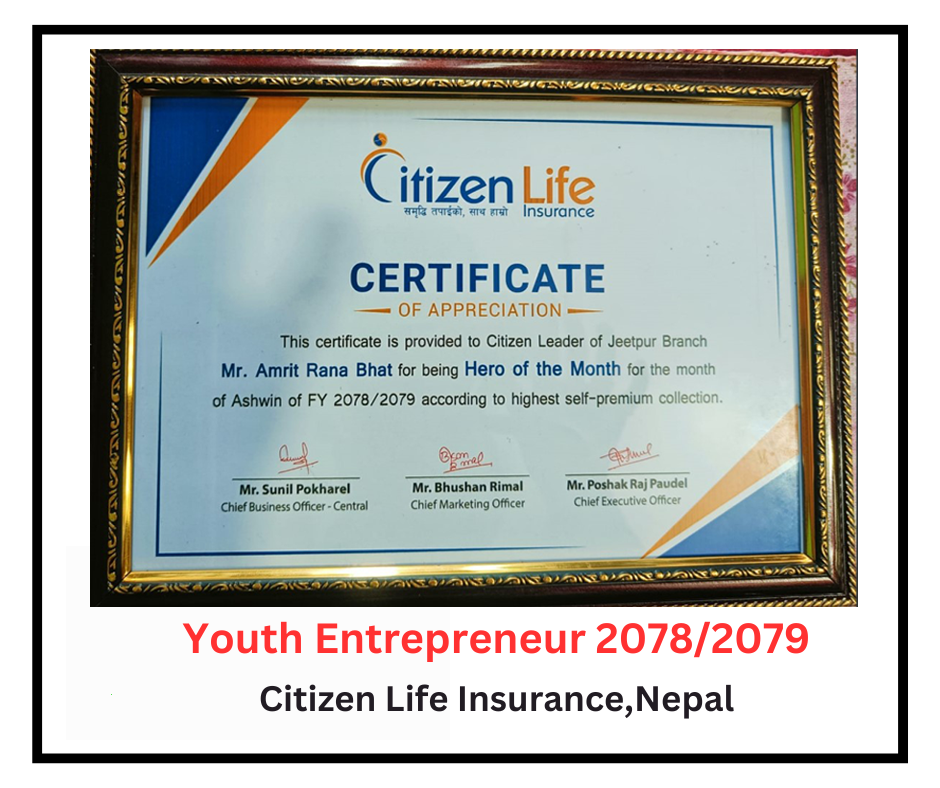 Citizen Life
समृद्धि तपाईको, साथ हाम्रो Insurance
CERTIFICATE
OF APPRECIATION
This certificate is provided to Citizen Leader of Jeetpur Branch
Mr. Amrit Rana Bhat for being Hero of the Month for the month
of Ashwin of FY 2078/2079 according to highest self-premium collection.
Mr. Sunil Pokharel Mr. Bhushan Rimal Mr. Poshak Raj Paudel
Chief Business Officer - Central Chief Marketing Officer Chief Executive Officer
Youth Entrepreneur 2078/2079
Citizen Life Insurance,Nepal